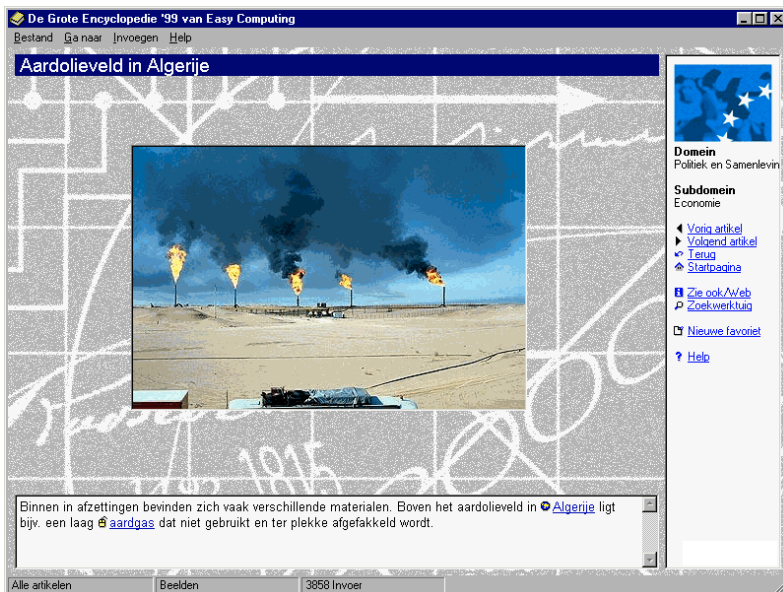 De Grote Encyclopedie '99 van Easy Computing
Bestand Ga naar Invoegen Help
Aardolieveld in Algerije
Domein
Politiek en Samenlevin
Subdomein
Economie
Vorig artikel
Volgend artikel
Terug
Startpagina
Zie ook/Web
Zoekwerktuig
Nieuwe favoriet
? Help
1815
Binnen in afzettingen bevinden zich vaak verschillende materialen. Boven het aardolieveld in Algerije ligt
bijv. een laag aardgas dat niet gebruikt en ter plekke afgefakkeld wordt.
Alle artikelen Beelden 3858 Invoer